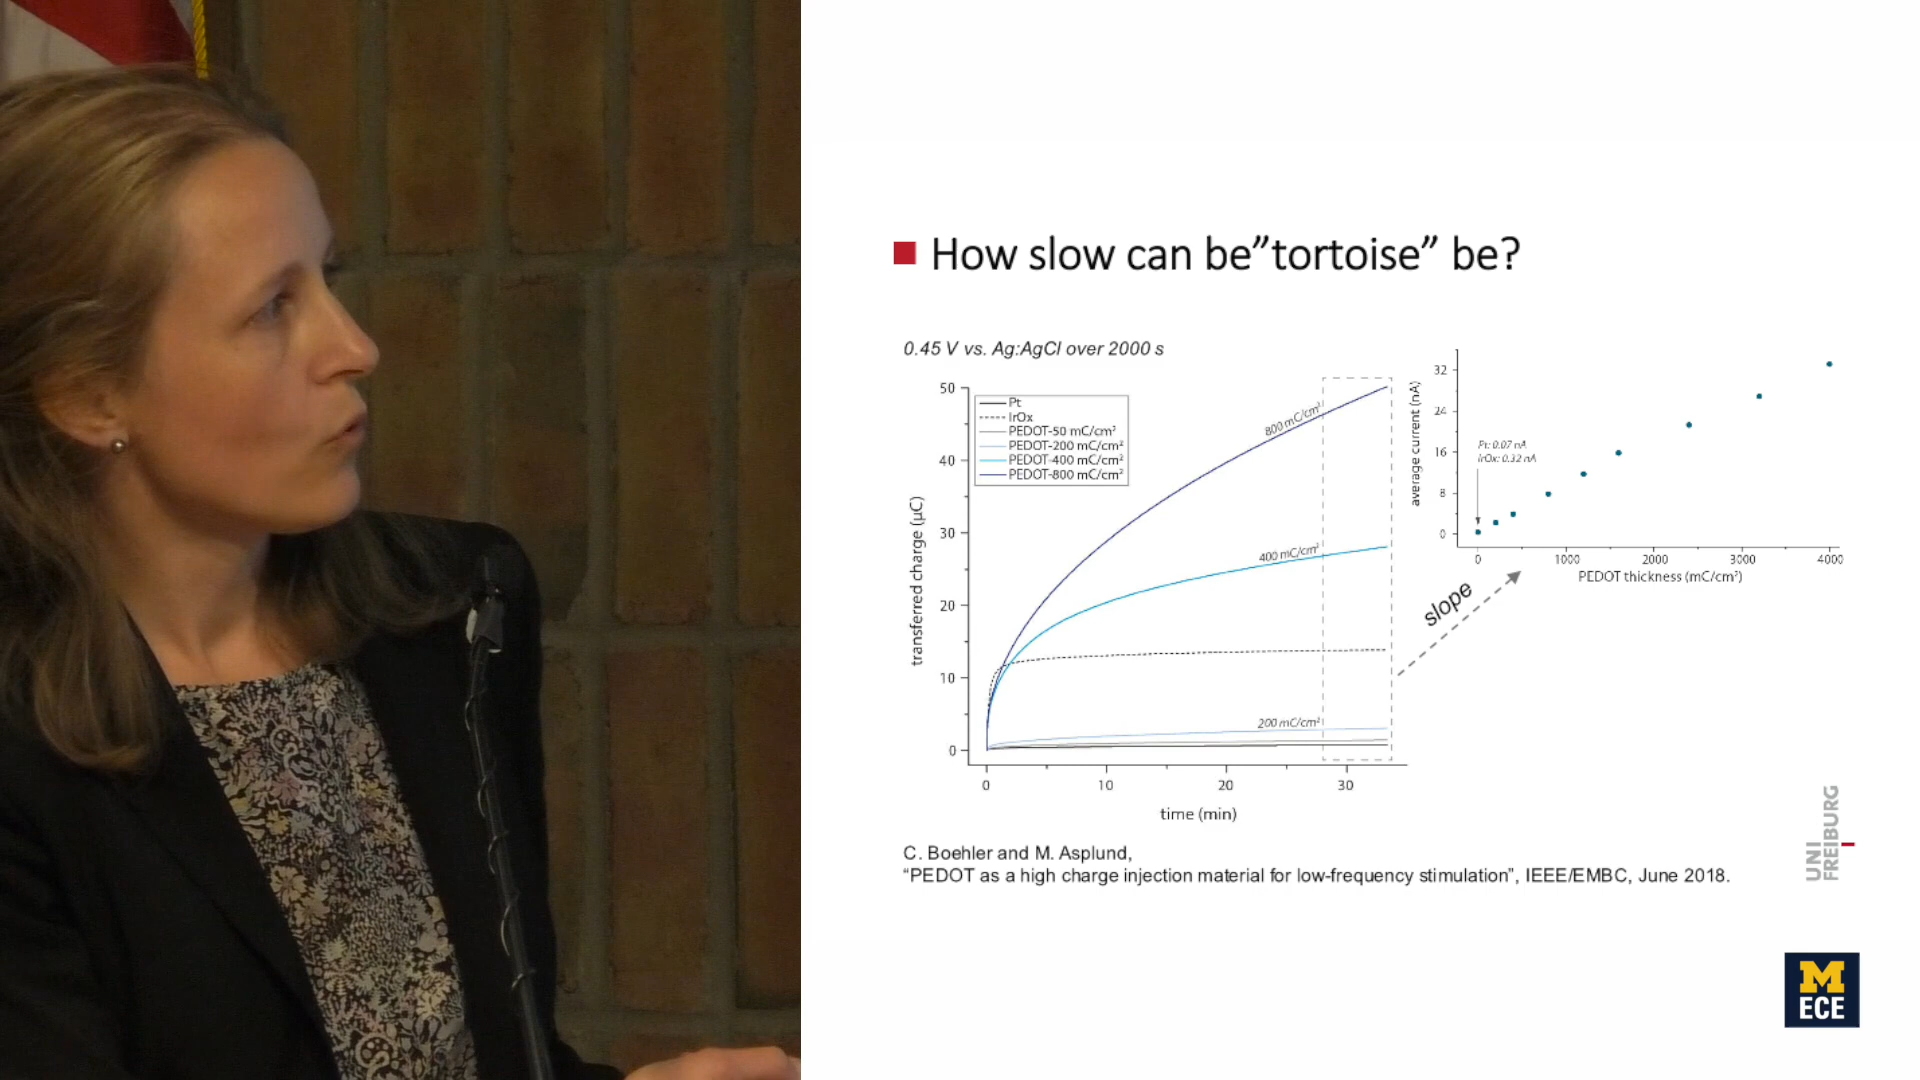 How slow can be”tortoise” be?
0.45 V vs. Ag:AgCl over 2000 s
50
40
30
20
10
0
transferred charge (µC)
Pt
IrOx
PEDOT-50 mC/cm²
PEDOT-200 mC/cm²
PEDOT-400 mC/cm²
PEDOT-800 mC/cm²
800 mC/cm²
400 mC/cm²
200 mC/cm²
0 10 20 30
time (min)
slope
32
24
16
8
0
average current (nA)
Pt: 0.07 nA
IrOx: 0.32 nA
0 1000 2000 3000 4000
PEDOT thickness (mC/cm²)
C. Boehler and M. Asplund,
“PEDOT as a high charge injection material for low-frequency stimulation”, IEEE/EMBC, June 2018.
UNI
FREIBURG
M
ECE